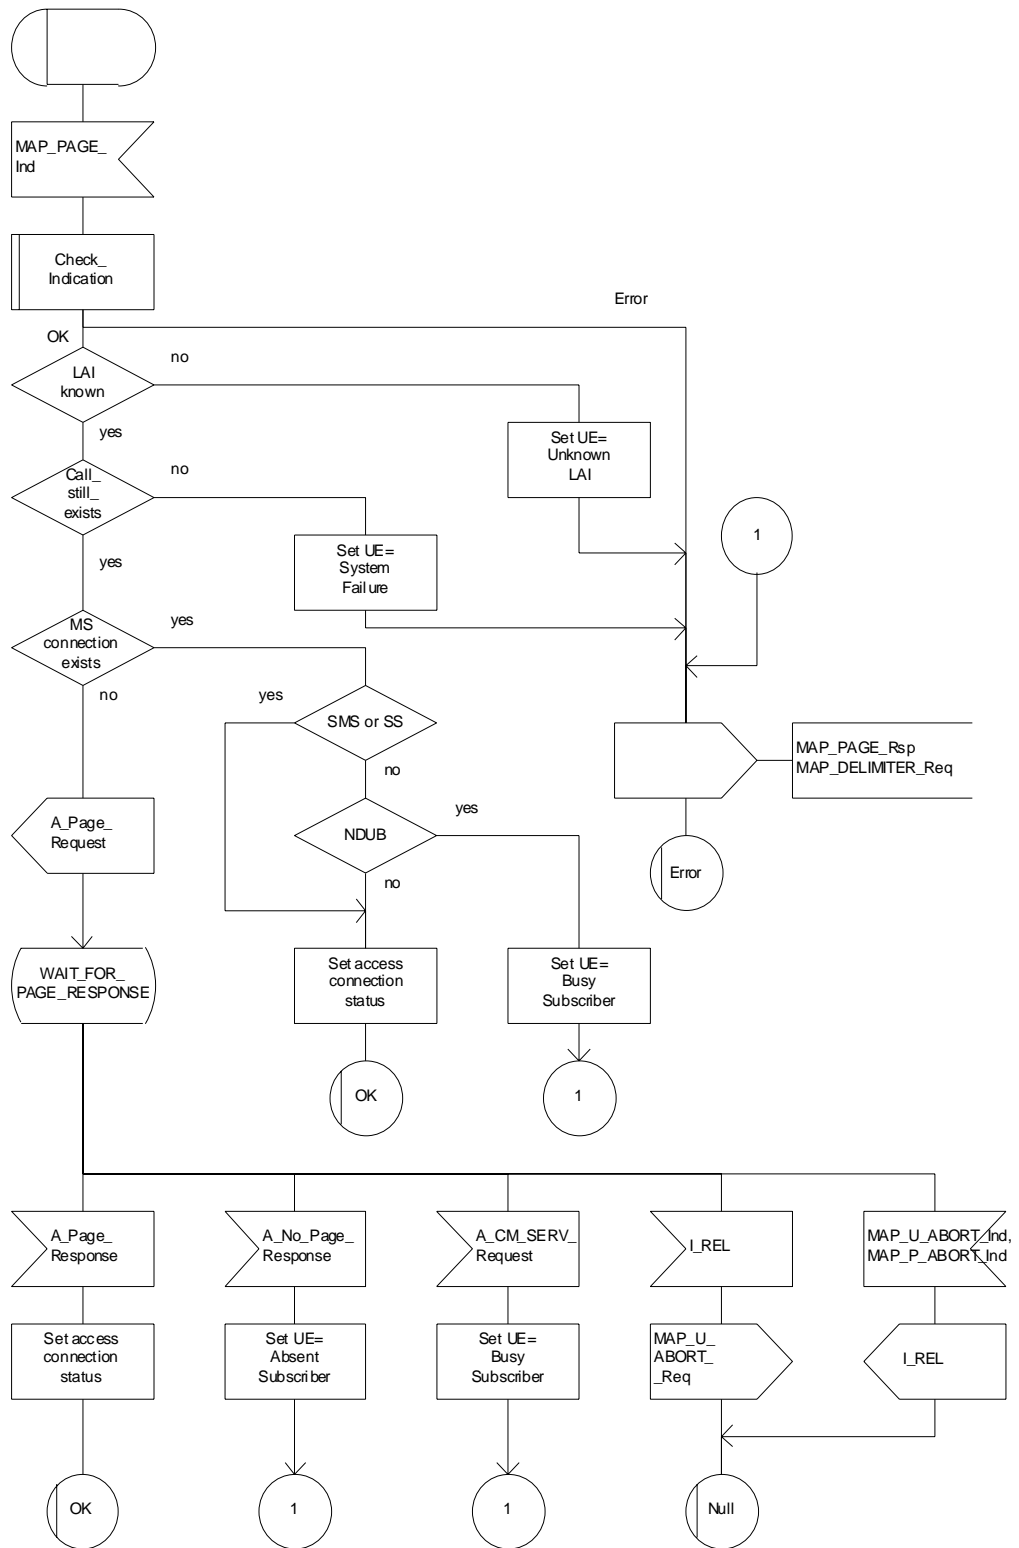 MAP_PAGE_
Ind
Check_
Indication
Error
OK
no
LAI
known
yes
Set UE=
Unknown
LAI
no
Call_
still_
exists
1
yes
Set UE=
System
Failure
yes
MS
connection
exists
no
yes
SMS or SS
no
MAP_PAGE_Rsp
MAP_DELIMITER_Req
A_Page_
Request
yes
NDUB
no
Error
WAIT_FOR_
PAGE_RESPONSE
Set access
connection
status
Set UE=
Busy
Subscriber
OK
1
A_Page_
Response
A_No_Page_
Response
A_CM_SERV_
Request
I_REL
MAP_U_ABORT_Ind,
MAP_P_ABORT_Ind
Set access
connection
status
Set UE=
Absent
Subscriber
Set UE=
Busy
Subscriber
MAP_U_
ABORT_
_Req
I_REL
OK
1
1
Null